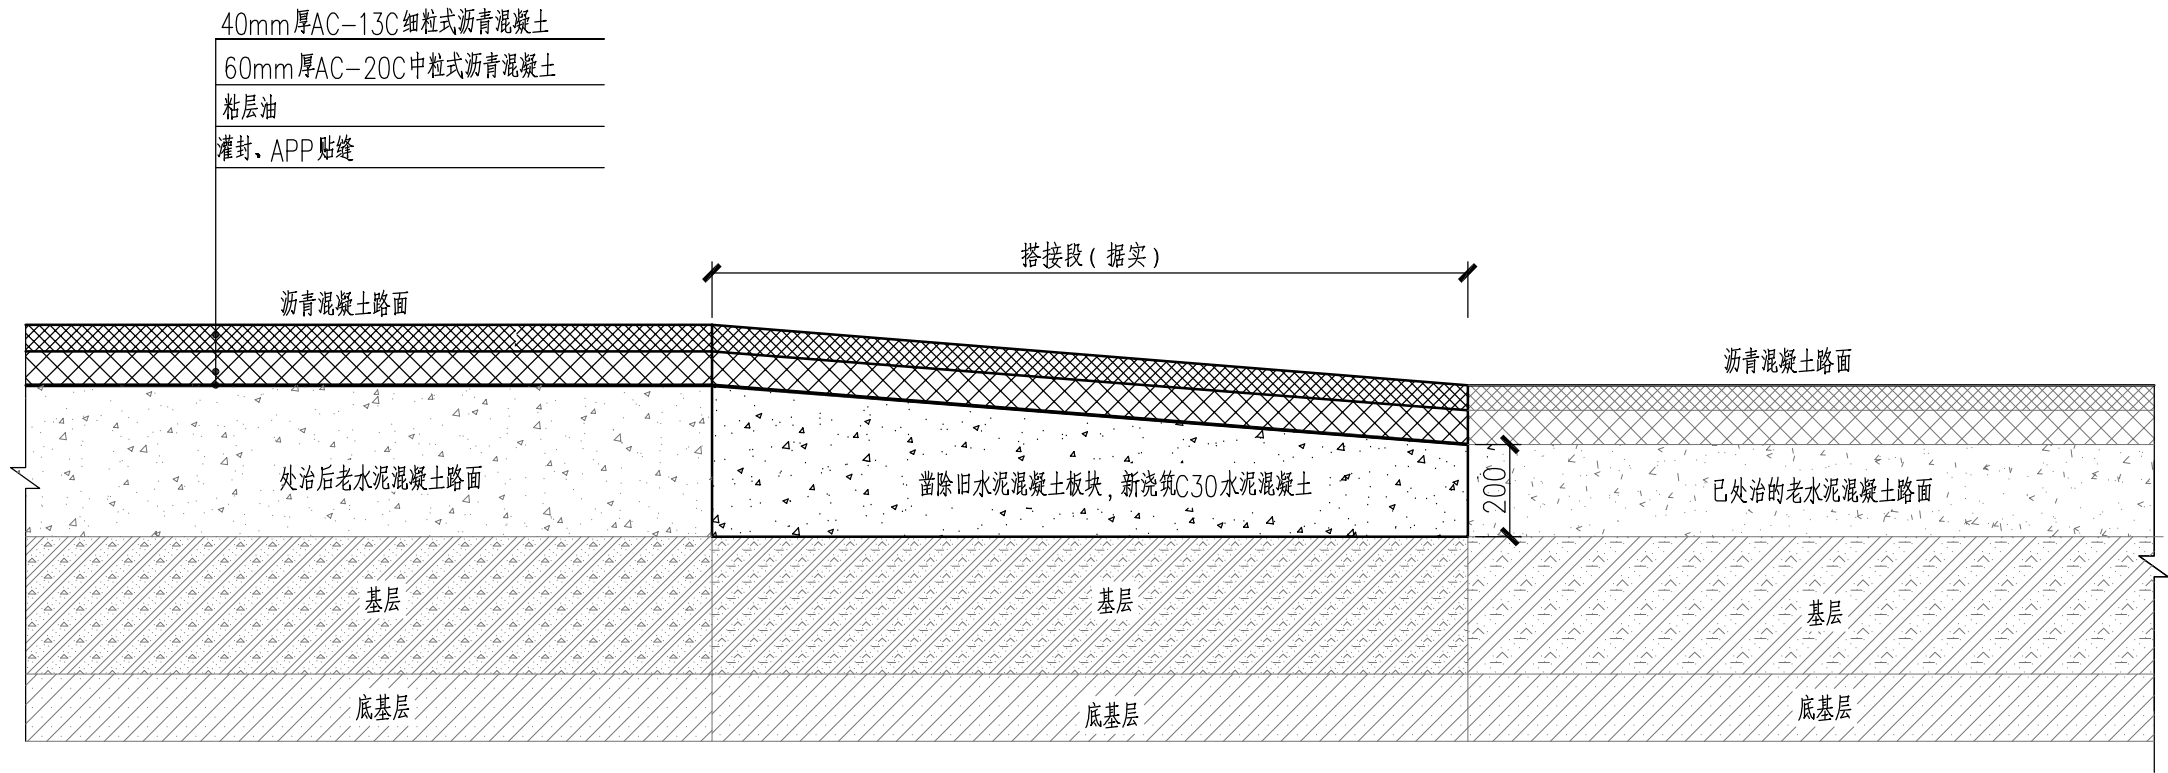 40mm厚AC-13C细粒式沥青混凝土
60mm厚AC-20C中粒式沥青混凝土
粘层油
灌封、APP贴缝
搭接段(据实)
沥青混凝土路面
沥青混凝土路面
处治后老水泥混凝土路面
凿除旧水泥混凝土板块,新浇筑C30水泥混凝土
200
已处治的老水泥混凝土路面
基层
基层
基层
底基层
底基层
底基层